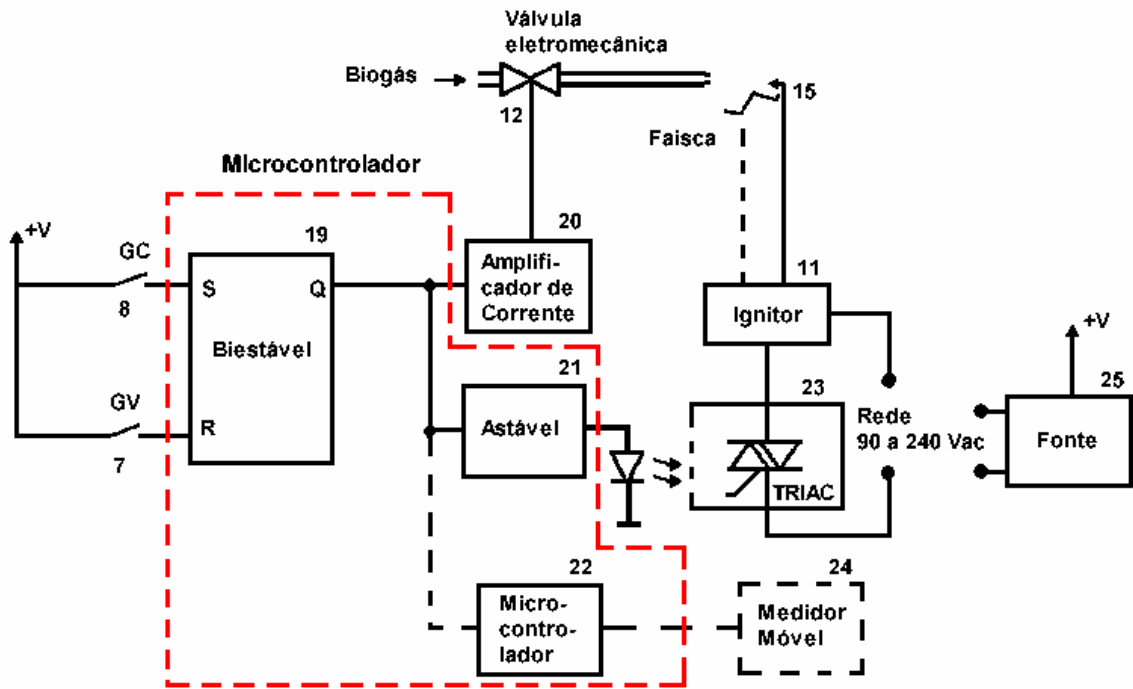 Válvula
eletromecânica
Biogás
12
15
Faisca
MIcrocontrolador
+V
GC
8
19
S
Q
Biestável
GV
R
7
20
Amplifi-
cador de
Corrente
11
Ignitor
21
Astável
23
TRIAC
Rede
90 a 240 Vac
+V
25
Fonte
22
Micro-
contro-
lador
24
Medidor
Móvel